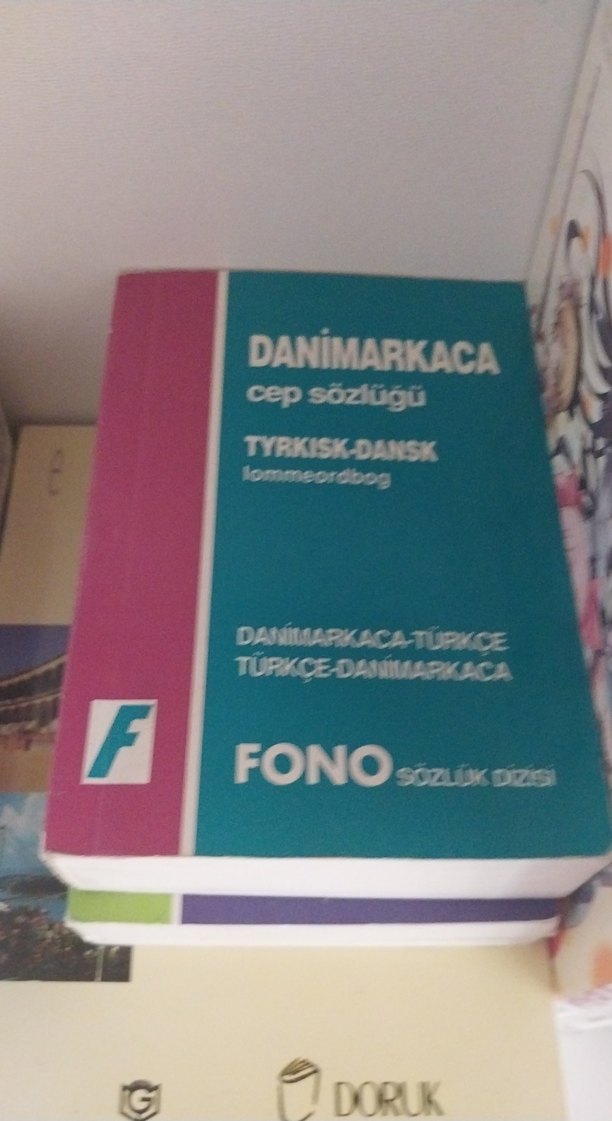 DANİMARKACA
cep sözlüğü
TYRKISK-DANSK
lommeordbog
DANİMARKACA-TÜRKÇE
TÜRKÇE-DANİMARKACA
F
FONO SÖZLÜK DİZİSİ
G
DORUK